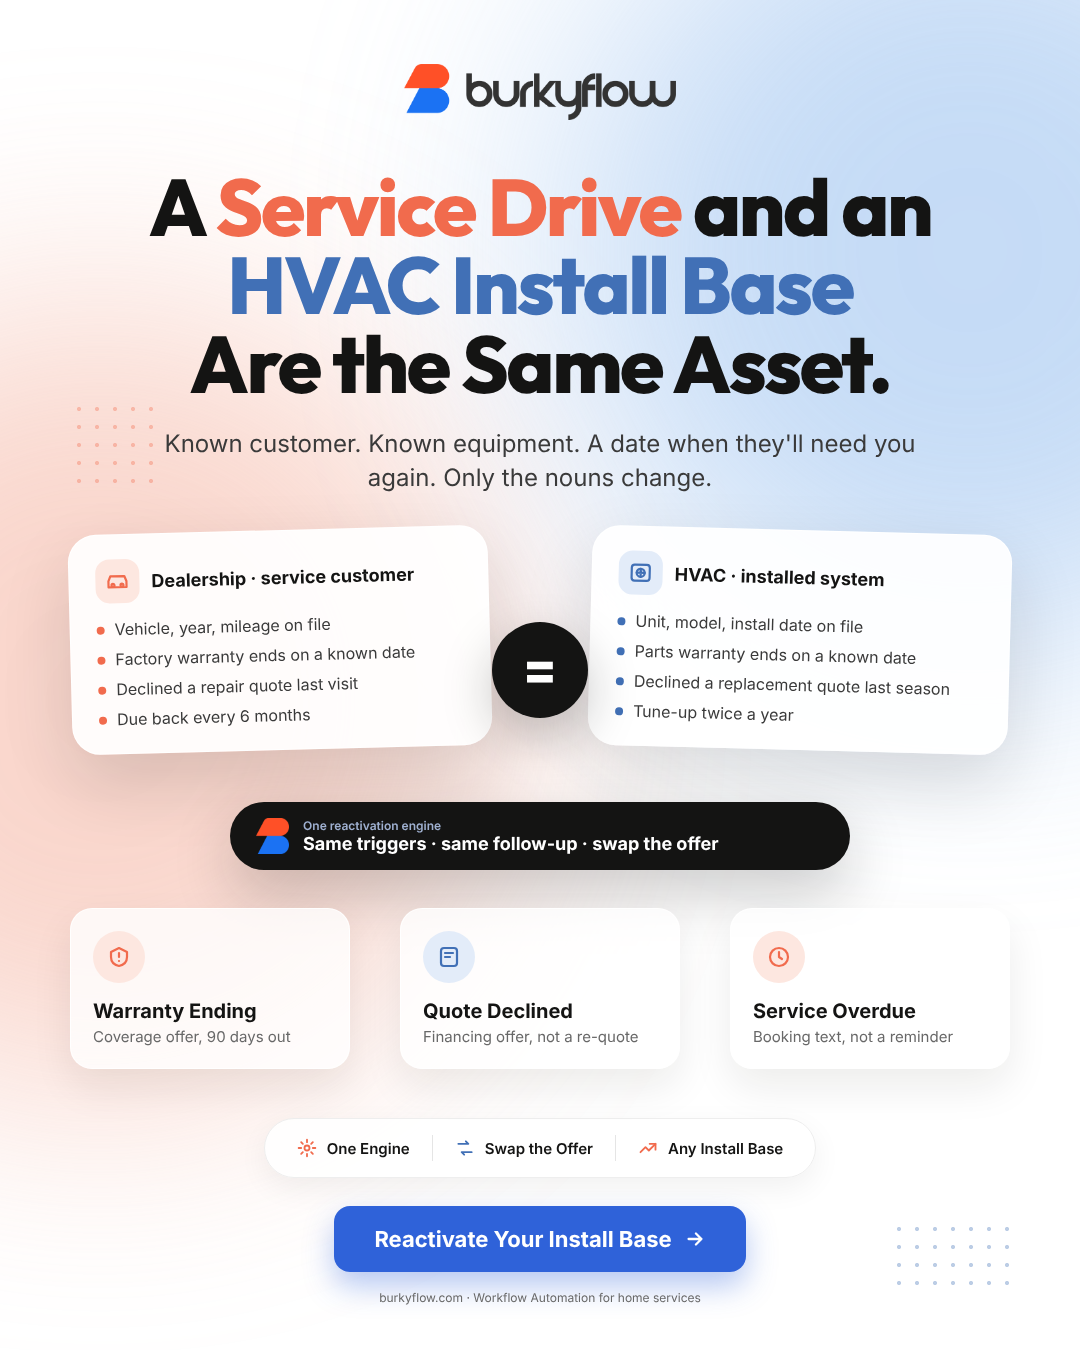 burkyflow
A Service Drive and an
HVAC Install Base
Are the Same Asset.
Known customer. Known equipment. A date when they'll need you
again. Only the nouns change.
Dealership · service customer
Vehicle, year, mileage on file
Factory warranty ends on a known date
Declined a repair quote last visit
Due back every 6 months
=
HVAC · installed system
Unit, model, install date on file
Parts warranty ends on a known date
Declined a replacement quote last season
Tune-up twice a year
One reactivation engine
Same triggers · same follow-up · swap the offer
Warranty Ending
Coverage offer, 90 days out
Quote Declined
Financing offer, not a re-quote
Service Overdue
Booking text, not a reminder
One Engine
Swap the Offer
Any Install Base
Reactivate Your Install Base →
burkyflow.com · Workflow Automation for home services